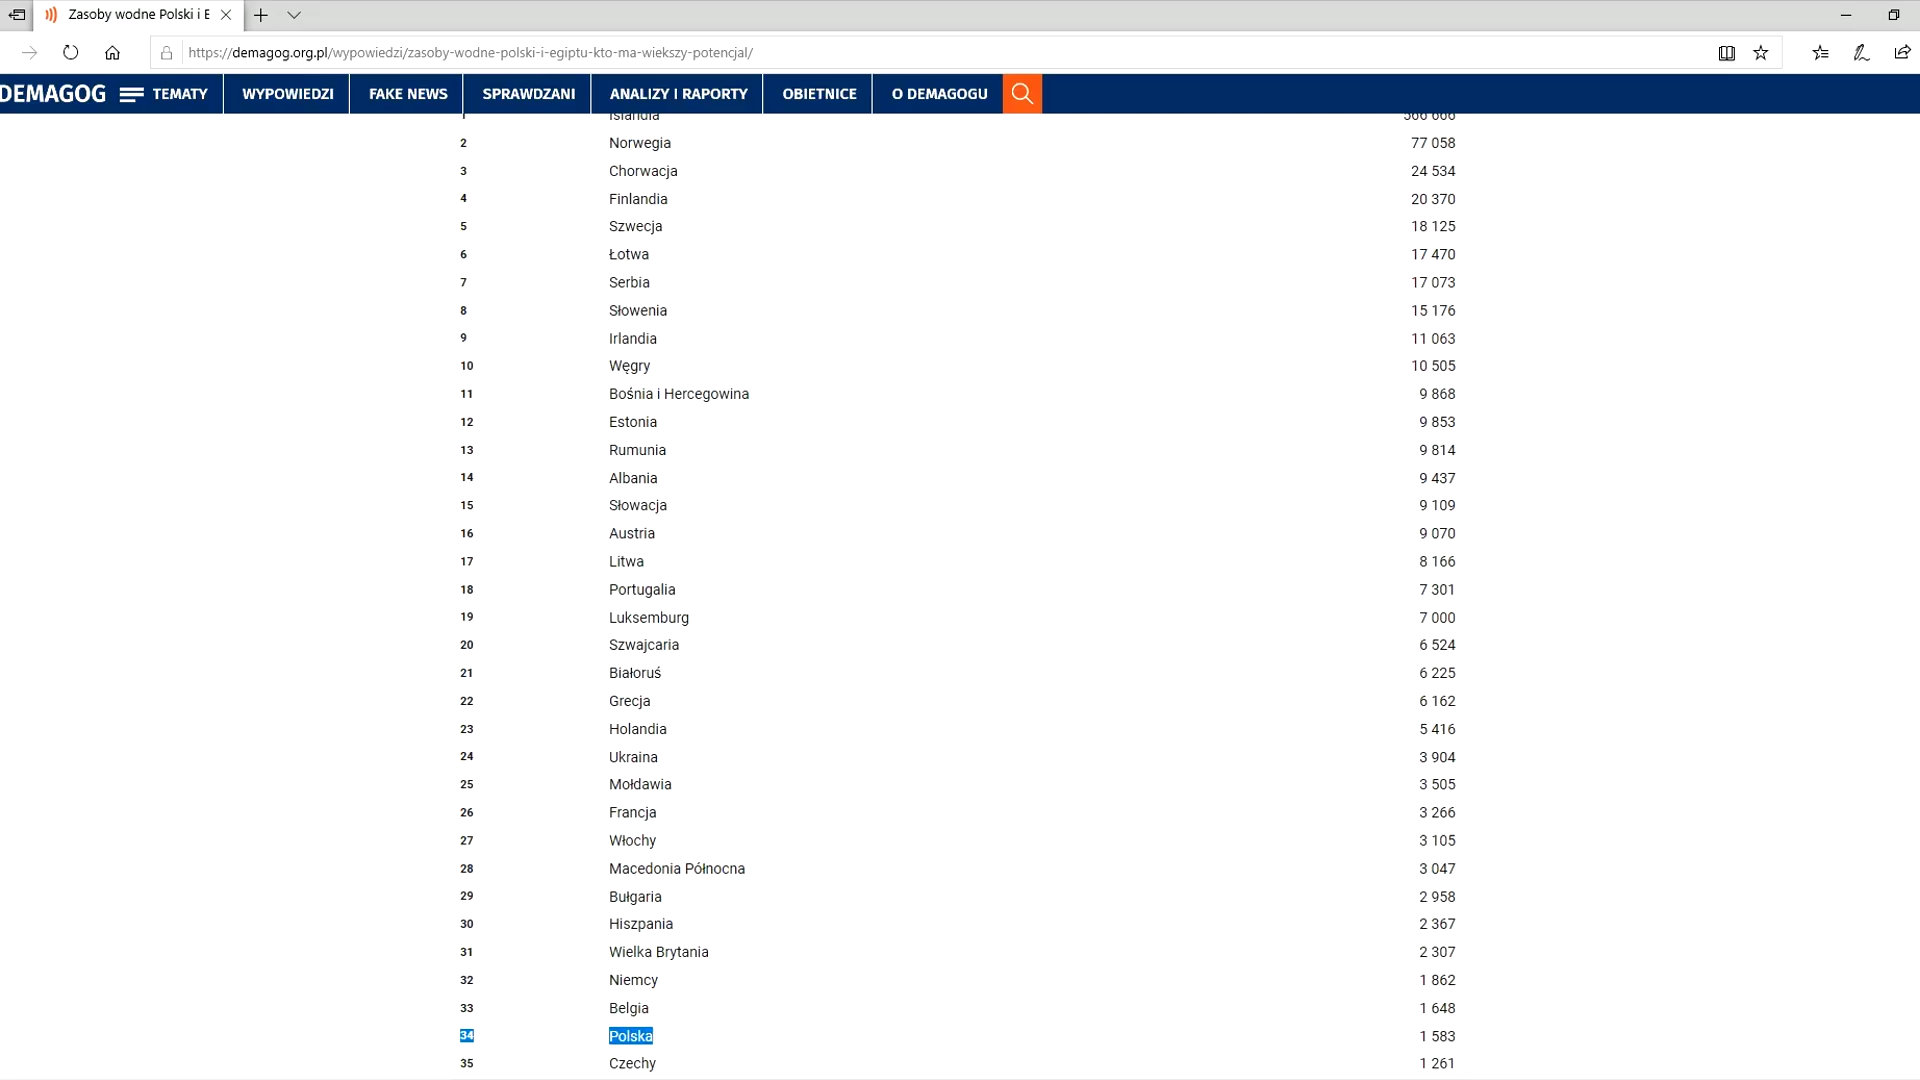 Zasoby wodne Polski i E
https://demagog.org.pl/wypowiedzi/zasoby-wodne-polski-i-egiptu-kto-ma-wiekszy-potencjal/
DEMAGOG TEMATY WYPOWIEDZI FAKE NEWS SPRAWDZANI ANALIZY I RAPORTY OBIETNICE O DEMAGOGU
1 Islandia 566 666
2 Norwegia 77 058
3 Chorwacja 24 534
4 Finlandia 20 370
5 Szwecja 18 125
6 Łotwa 17 470
7 Serbia 17 073
8 Słowenia 15 176
9 Irlandia 11 063
10 Węgry 10 505
11 Bośnia i Hercegowina 9 868
12 Estonia 9 853
13 Rumunia 9 814
14 Albania 9 437
15 Słowacja 9 109
16 Austria 9 070
17 Litwa 8 166
18 Portugalia 7 301
19 Luksemburg 7 000
20 Szwajcaria 6 524
21 Białoruś 6 225
22 Grecja 6 162
23 Holandia 5 416
24 Ukraina 3 904
25 Mołdawia 3 505
26 Francja 3 266
27 Włochy 3 105
28 Macedonia Północna 3 047
29 Bułgaria 2 958
30 Hiszpania 2 367
31 Wielka Brytania 2 307
32 Niemcy 1 862
33 Belgia 1 648
34 Polska 1 583
35 Czechy 1 261